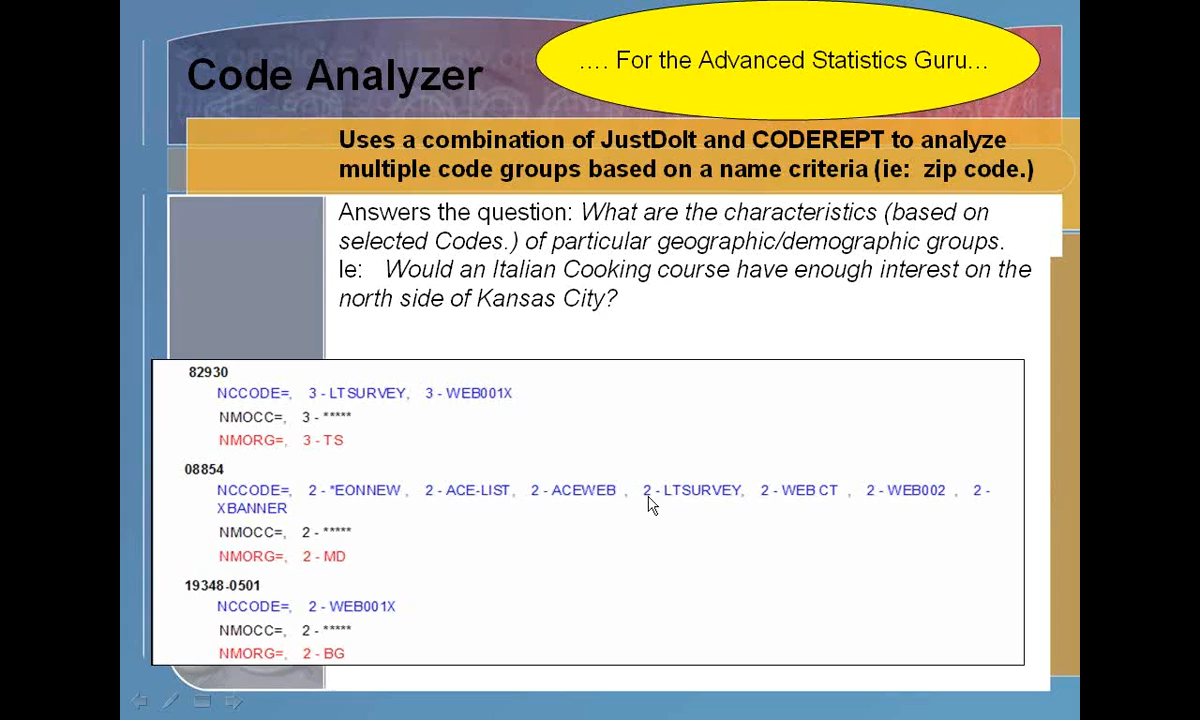 Code Analyzer
.... For the Advanced Statistics Guru...
Uses a combination of JustDoIt and CODEREPT to analyze
multiple code groups based on a name criteria (ie: zip code.)
Answers the question: What are the characteristics (based on
selected Codes.) of particular geographic/demographic groups.
Ie: Would an Italian Cooking course have enough interest on the
north side of Kansas City?
82930
NCCODE=, 3 - LTSURVEY, 3 - WEB001X
NMOCC=, 3 - *****
NMORG=, 3 - TS
08854
NCCODE=, 2 - *EONNEW , 2 - ACE-LIST, 2 - ACEWEB , 2 - LTSURVEY, 2 - WEB CT , 2 - WEB002 , 2 -
XBANNER
NMOCC=, 2 - *****
NMORG=, 2 - MD
19348-0501
NCCODE=, 2 - WEB001X
NMOCC=, 2 - *****
NMORG=, 2 - BG